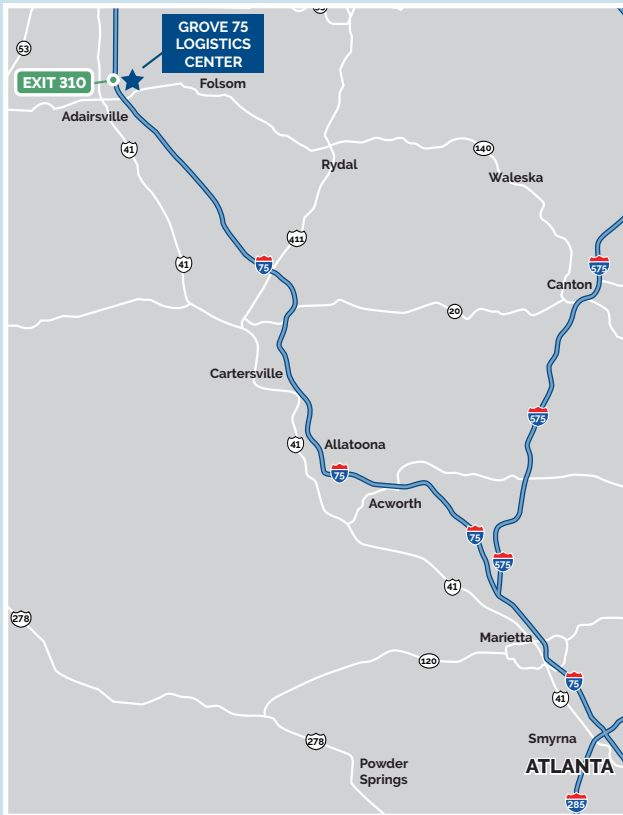 53
GROVE 75
LOGISTICS
CENTER
53
EXIT 310
Folsom
Adairsville
41
140
Rydal
Waleska
411
41
75
575
Canton
20
Cartersville
575
41
Allatoona
75
Acworth
75
575
41
278
Marietta
120
75
41
278
Smyrna
Powder
Springs
ATLANTA
285